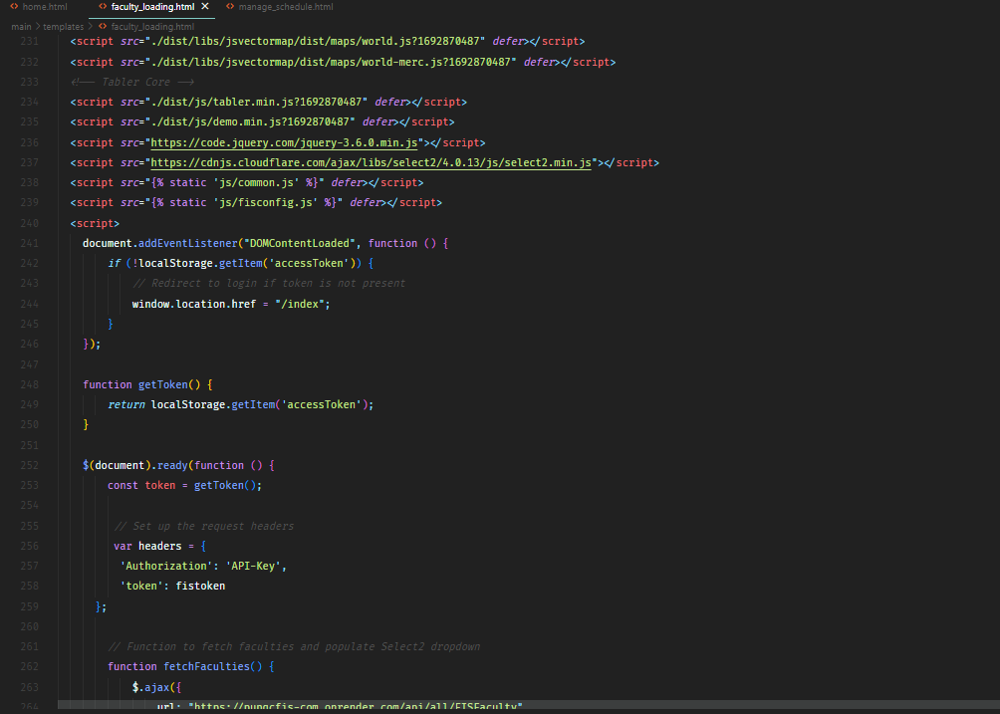 home.html faculty_loading.html manage_schedule.html
main > templates > faculty_loading.html
231 <script src="./dist/libs/jsvectormap/dist/maps/world.js?1692870487" defer></script>
232 <script src="./dist/libs/jsvectormap/dist/maps/world-merc.js?1692870487" defer></script>
233 <!-- Tabler Core -->
234 <script src="./dist/js/tabler.min.js?1692870487" defer></script>
235 <script src="./dist/js/demo.min.js?1692870487" defer></script>
236 <script src="https://code.jquery.com/jquery-3.6.0.min.js"></script>
237 <script src="https://cdnjs.cloudflare.com/ajax/libs/select2/4.0.13/js/select2.min.js"></script>
238 <script src="{% static 'js/common.js' %}" defer></script>
239 <script src="{% static 'js/fisconfig.js' %}" defer></script>
240 <script>
241 document.addEventListener("DOMContentLoaded", function () {
242 if (!localStorage.getItem('accessToken')) {
243 // Redirect to login if token is not present
244 window.location.href = "/index";
245 }
246 });
247
248 function getToken() {
249 return localStorage.getItem('accessToken');
250 }
251
252 $(document).ready(function () {
253 const token = getToken();
254
255 // Set up the request headers
256 var headers = {
257 'Authorization': 'API-Key',
258 'token': fistoken
259 };
260
261 // Function to fetch faculties and populate Select2 dropdown
262 function fetchFaculties() {
263 $.ajax({
264 url: "https://pupqcfis-com.onrender.com/api/all/FISFaculty"